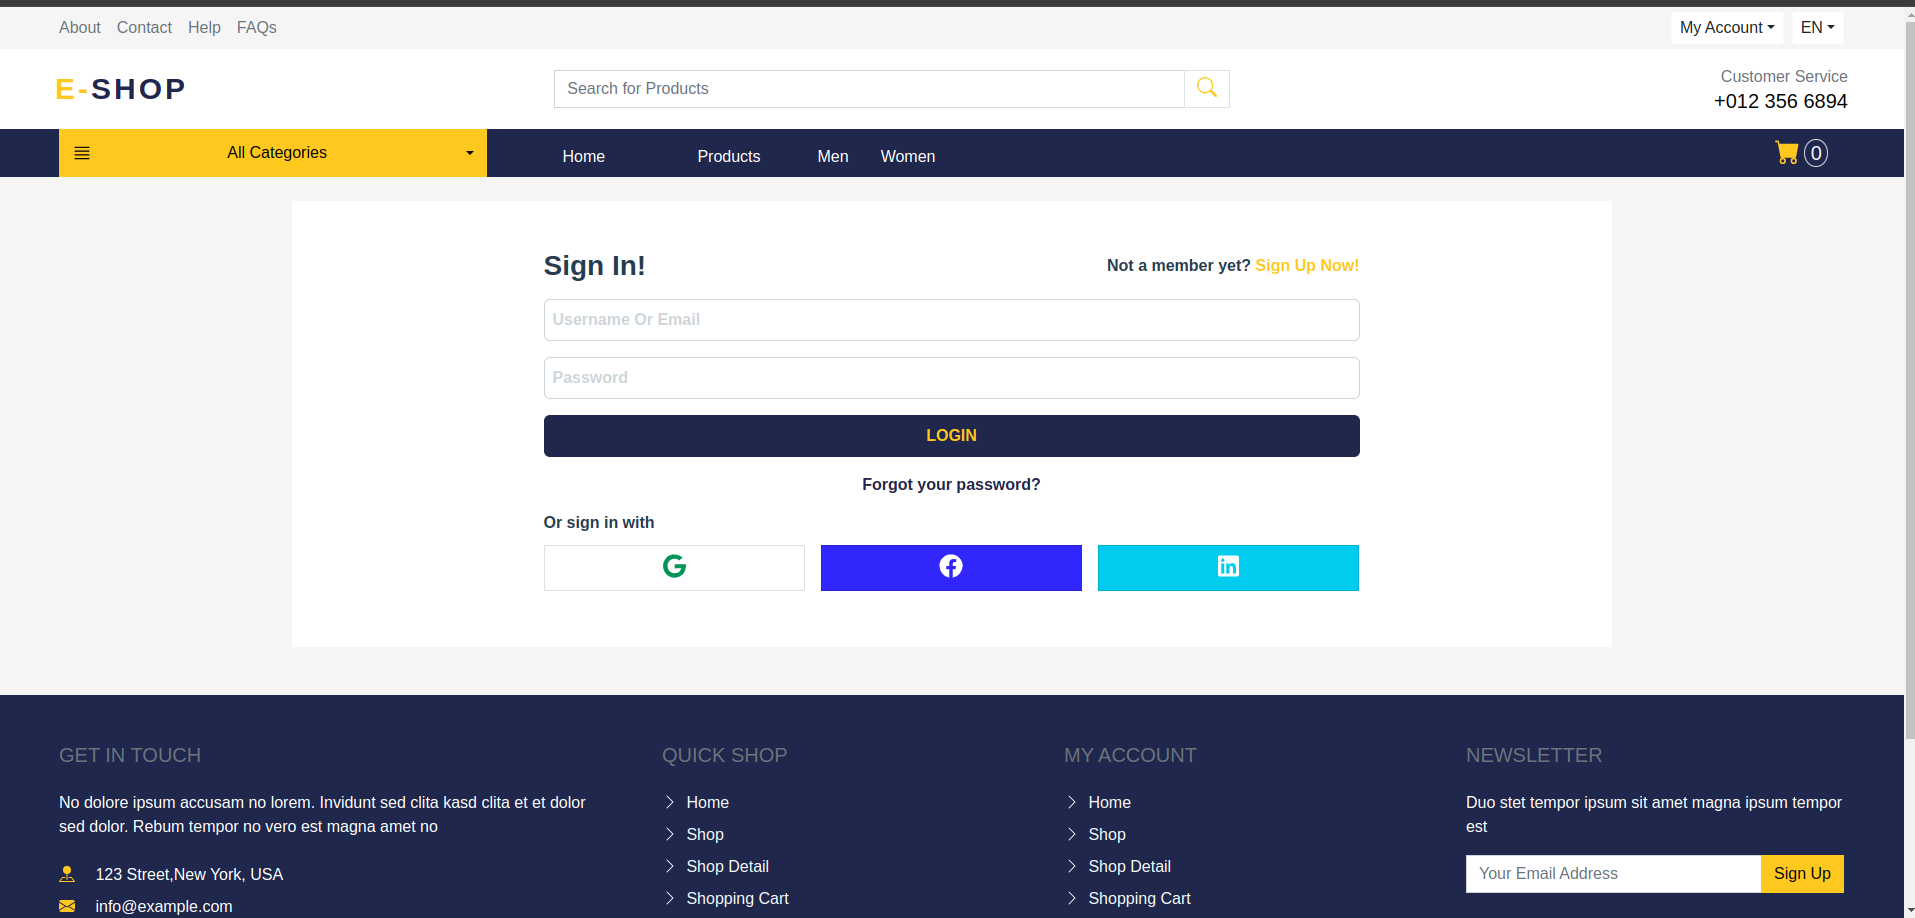 About Contact Help FAQs
My Account EN
E-SHOP
Search for Products
Customer Service
+012 356 6894
All Categories
Home Products Men Women
0
Sign In!
Not a member yet? Sign Up Now!
Username Or Email
Password
LOGIN
Forgot your password?
Or sign in with
GET IN TOUCH
No dolore ipsum accusam no lorem. Invidunt sed clita kasd clita et et dolor
sed dolor. Rebum tempor no vero est magna amet no
123 Street,New York, USA
info@example.com
QUICK SHOP
Home
Shop
Shop Detail
Shopping Cart
MY ACCOUNT
Home
Shop
Shop Detail
Shopping Cart
NEWSLETTER
Duo stet tempor ipsum sit amet magna ipsum tempor
est
Your Email Address
Sign Up